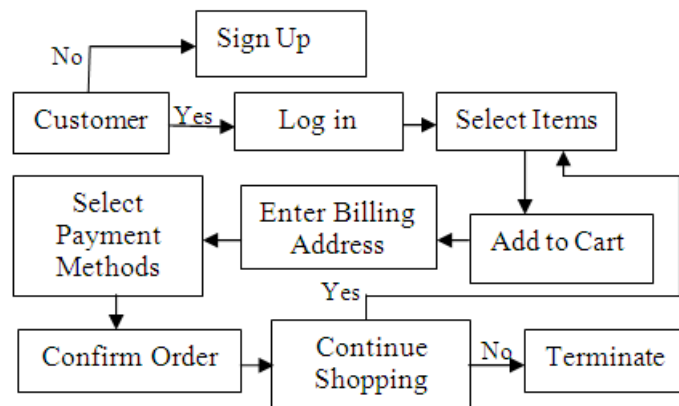 Sign Up
No
Customer
Yes
Log in
Select Items
Select
Payment
Methods
Enter Billing
Address
Add to Cart
Yes
Confirm Order
Continue
Shopping
No
Terminate